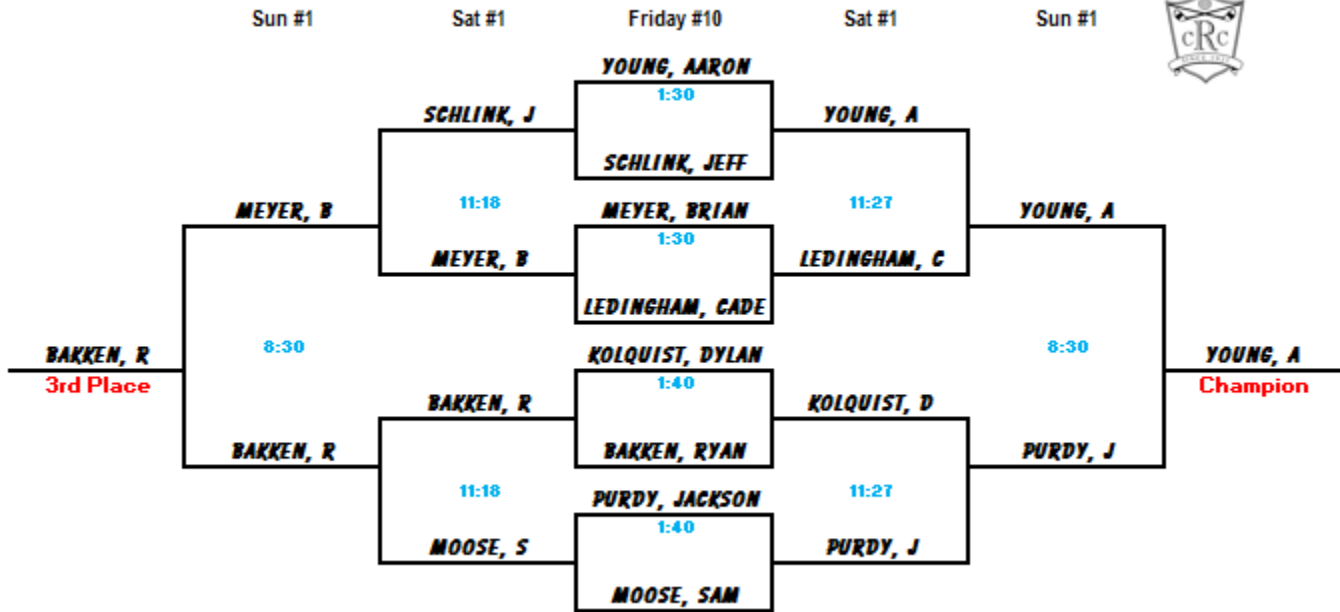 Sun #1 Sat #1 Friday #10 Sat #1 Sun #1
cRc
SINCE 1911
YOUNG, AARON
1:30
SCHLINK, J YOUNG, A
SCHLINK, JEFF
11:18 11:27
MEYER, B MEYER, BRIAN YOUNG, A
1:30
MEYER, B LEDINGHAM, C
LEDINGHAM, CADE
8:30 8:30
BAKKEN, R KOLQUIST, DYLAN YOUNG, A
3rd Place 1:40 Champion
BAKKEN, R KOLQUIST, D
BAKKEN, R BAKKEN, RYAN PURDY, J
11:18 11:27
PURDY, JACKSON
1:40
MOOSE, S PURDY, J
MOOSE, SAM